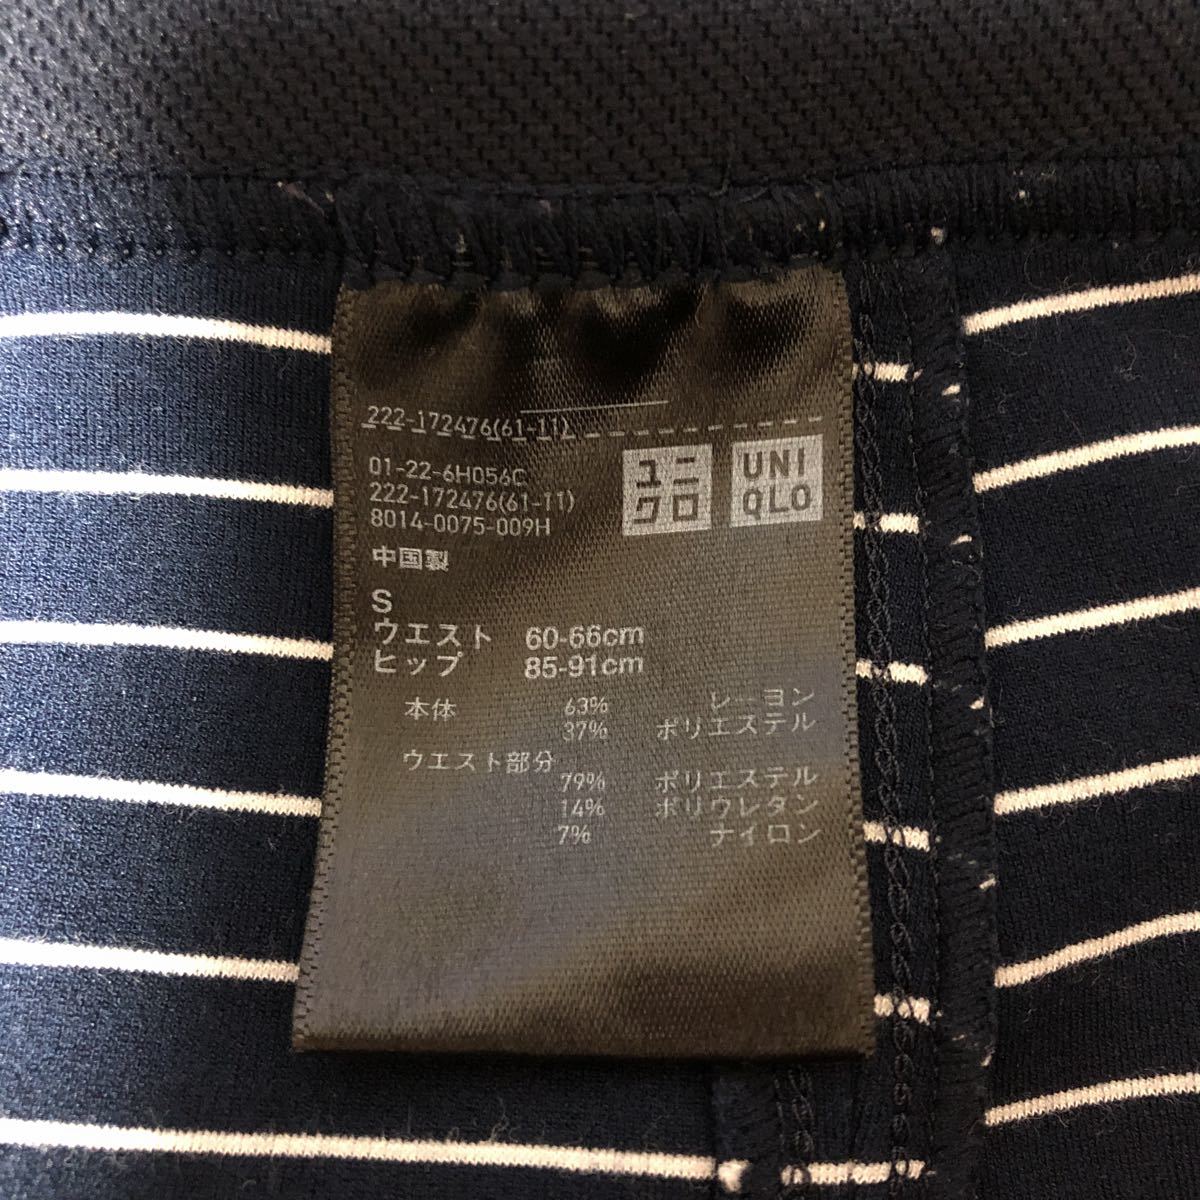 222-172476(61-11)
01-22-6H056C
222-172476(61-11)
8014-0075-009H
ユニ
クロ
UNI
QLO
中国製
S
ウエスト 60-66cm
ヒップ 85-91cm
本体 63% レーヨン
37% ポリエステル
ウエスト部分
79% ポリエステル
14% ポリウレタン
7% ナイロン